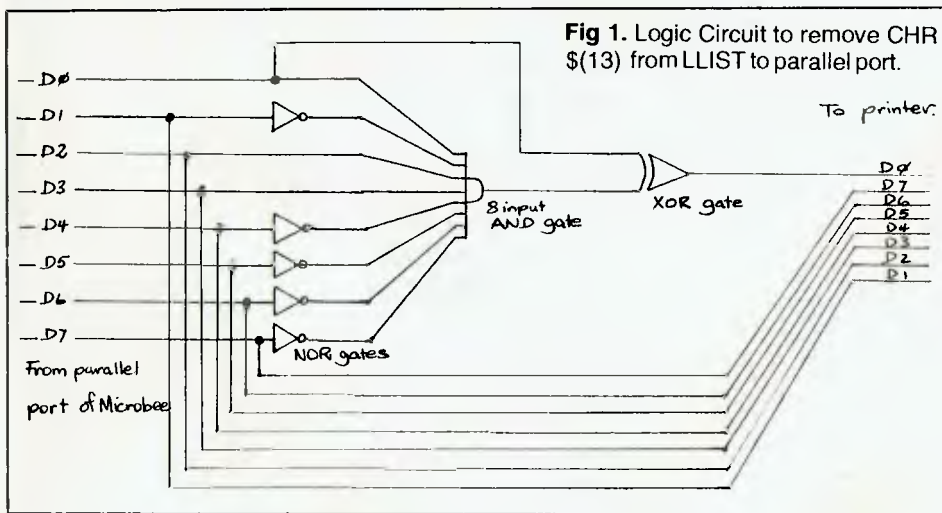 Fig 1. Logic Circuit to remove CHR
$(13) from LLIST to parallel port.
To printer.
DØ
D1
D2
D3
D4
D5
D6
D7
From parallel
port of Microbee
NOR gates
8 input
AND gate
XOR gate
DØ
D7
D6
D5
D4
D3
D2
D1